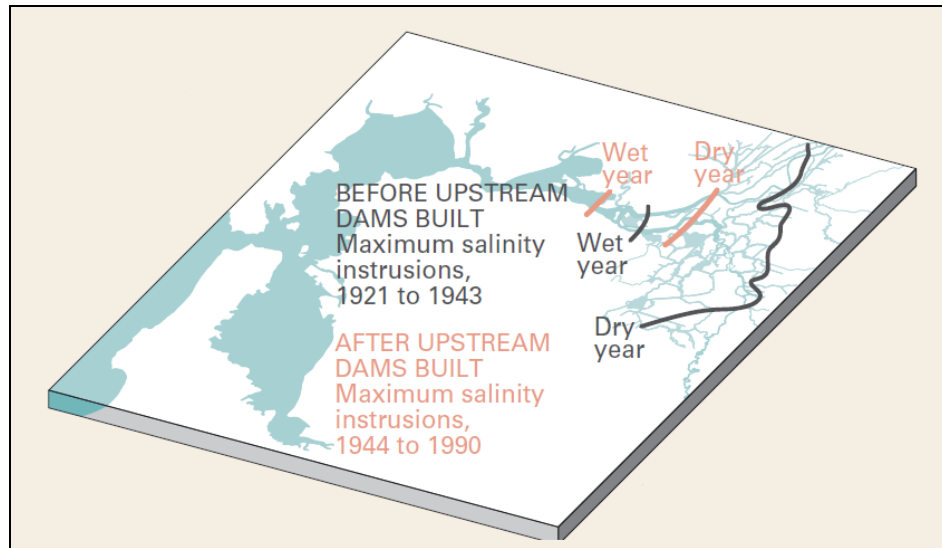 Wet
year
Dry
year
BEFORE UPSTREAM
DAMS BUILT
Maximum salinity
instrusions,
1921 to 1943
Wet
year
Dry
year
AFTER UPSTREAM
DAMS BUILT
Maximum salinity
instrusions,
1944 to 1990